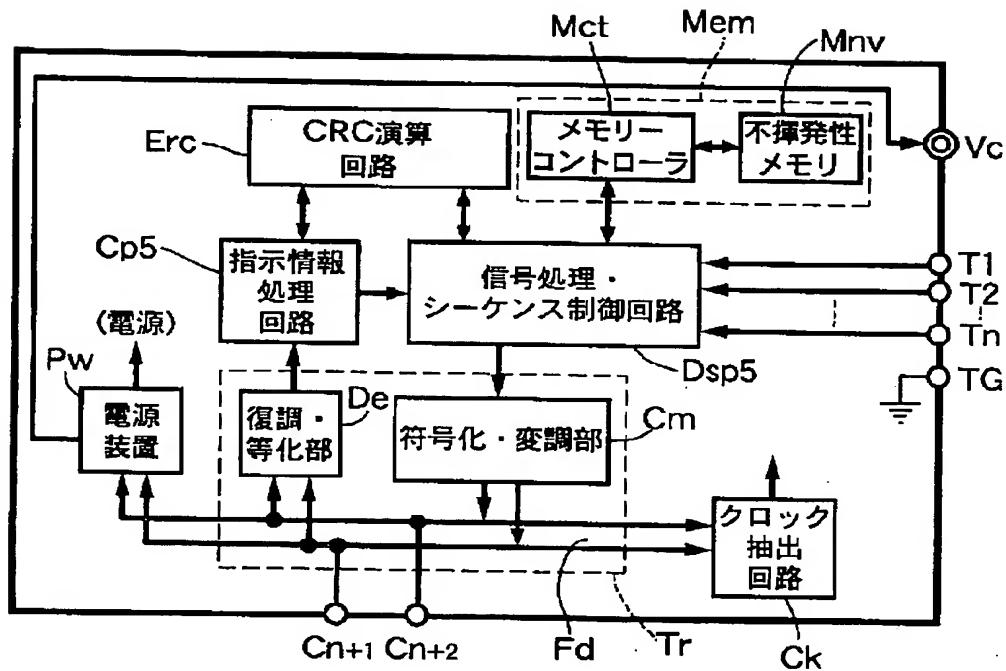 Mct
Mem
Mnv
Erc
CRC演算
回路
メモリー
コントローラ
不揮発性
メモリ
Vc
Cp5
指示情報
処理
回路
信号処理・
シーケンス制御回路
T1
T2
Tn
TG
Dsp5
(電源)
Pw
電源
装置
De
復調・
等化部
符号化・変調部
Cm
クロック
抽出
回路
Cn+1
Cn+2
Fd
Tr
Ck